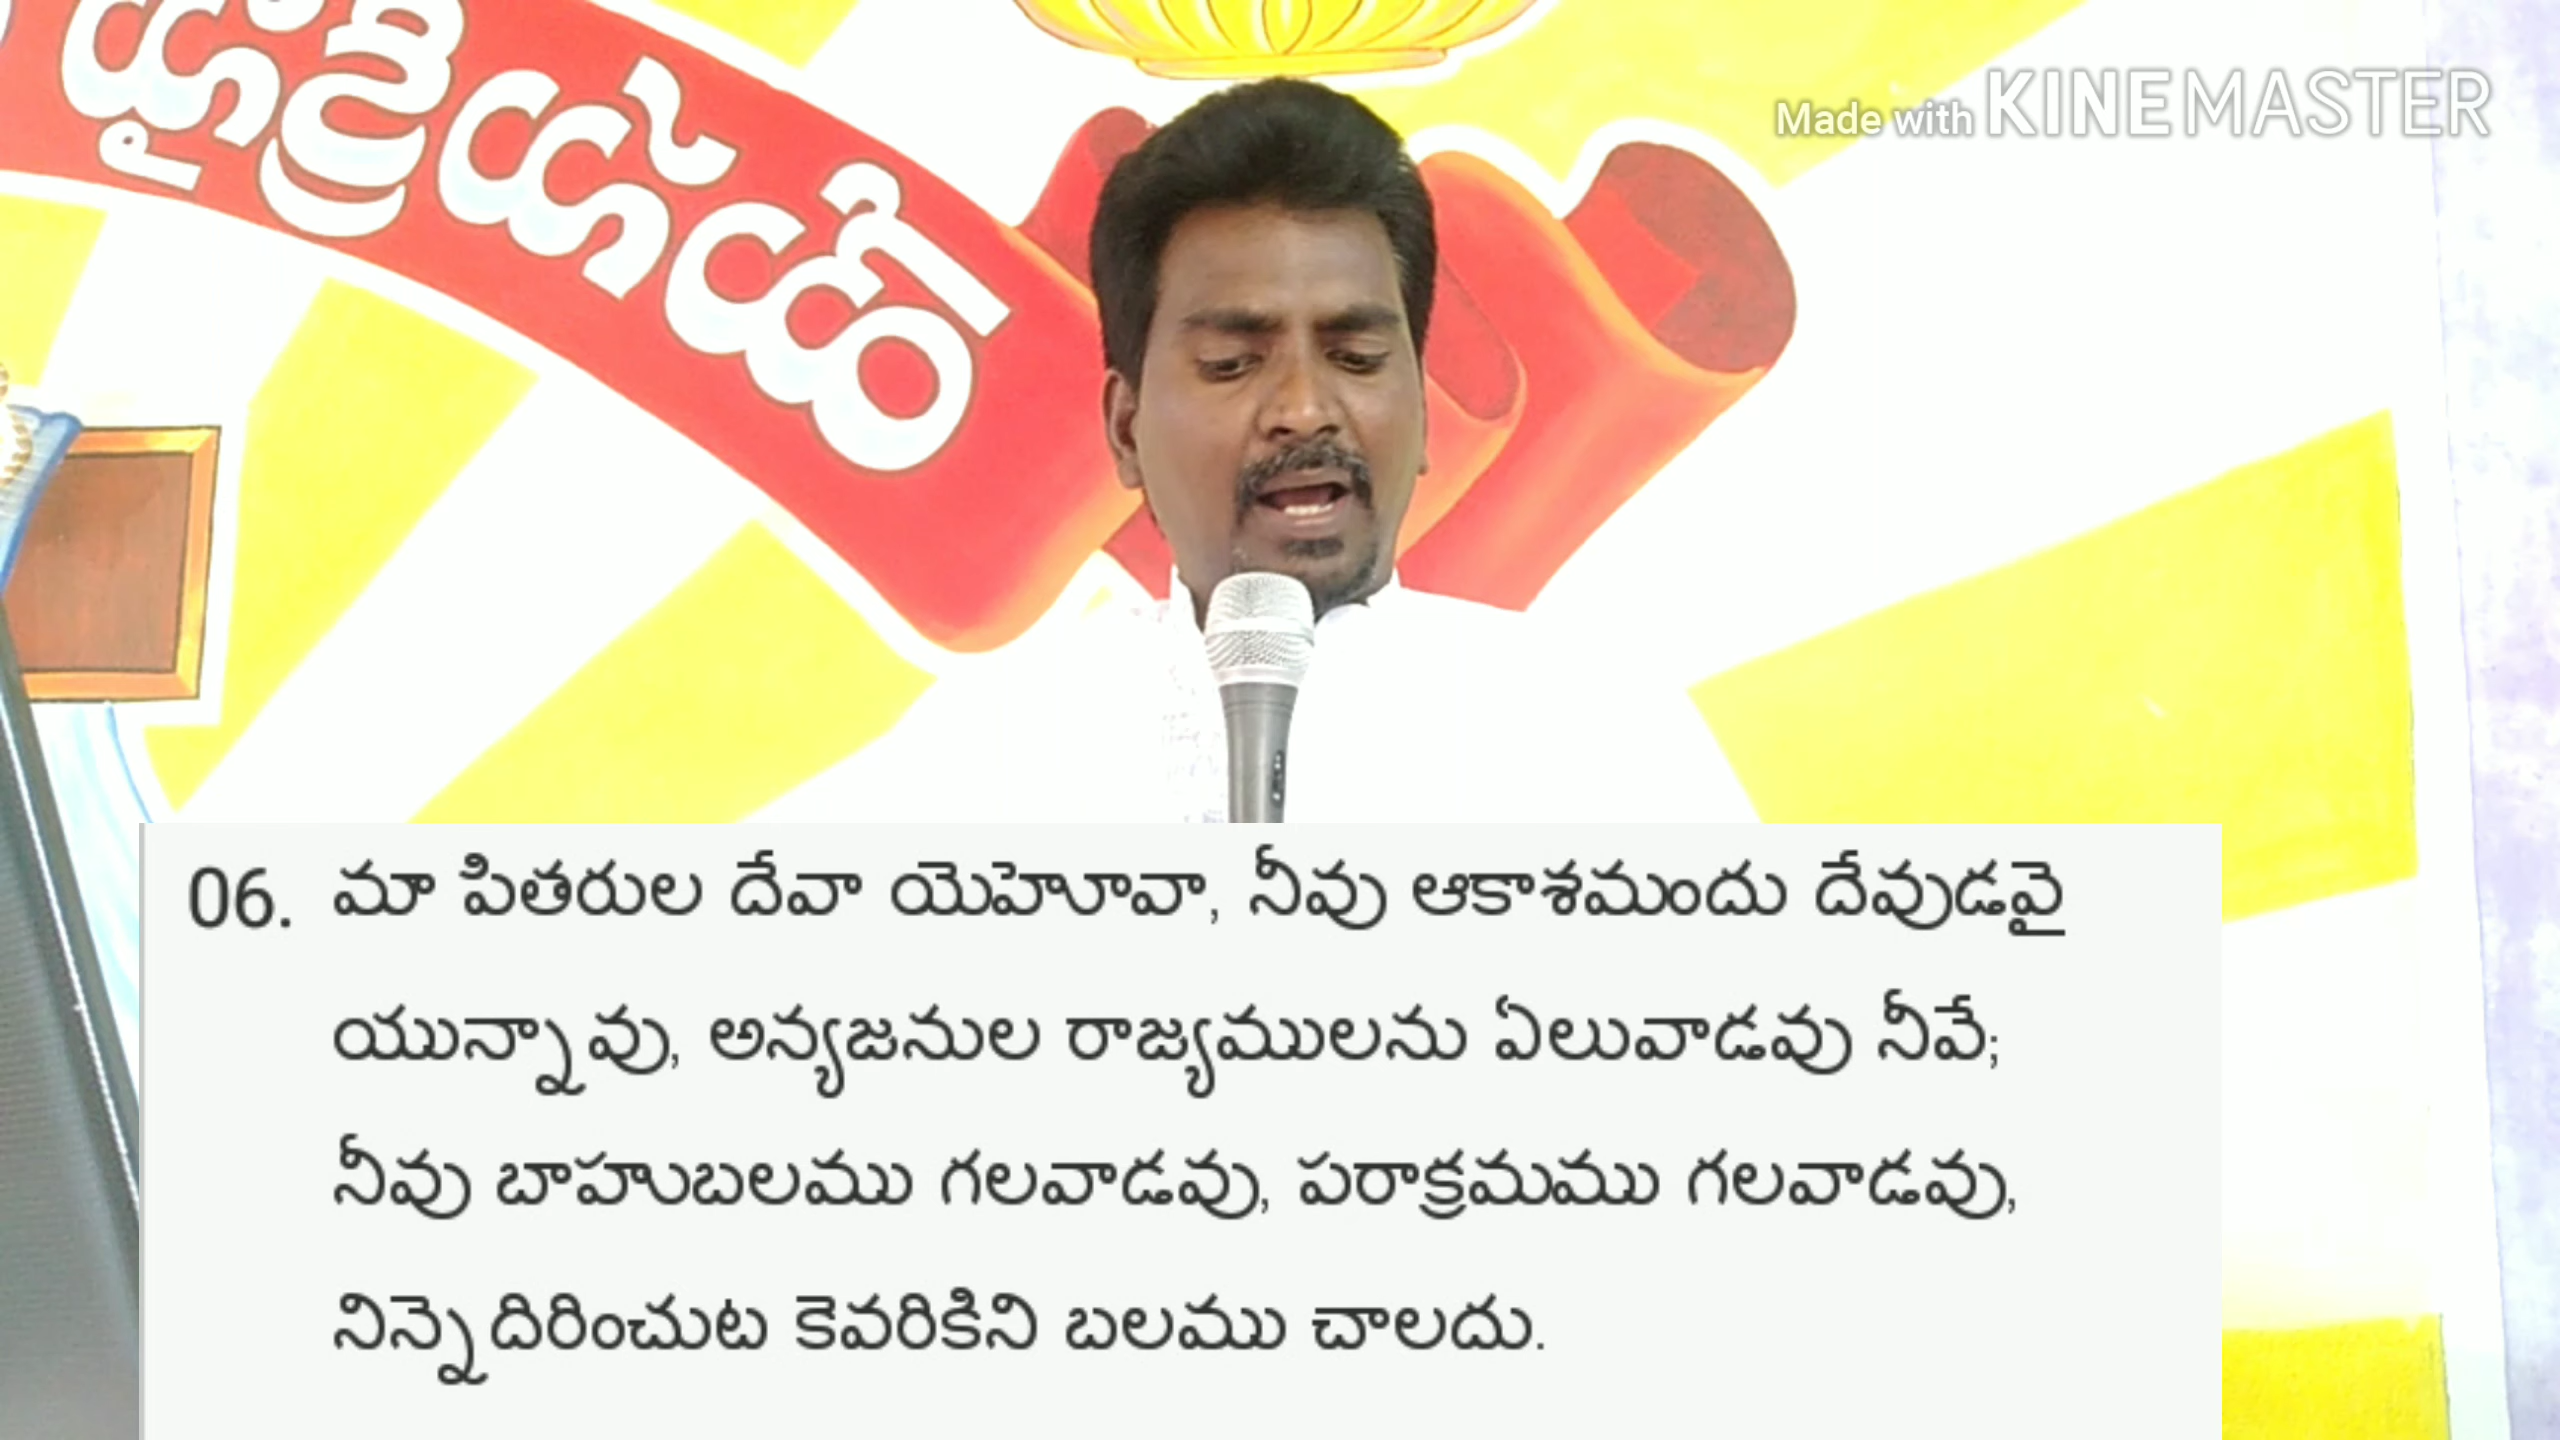 Made with KINEMASTER
06. మా పితరుల దేవా యెహోవా, నీవు ఆకాశమందు దేవుడవై
యున్నావు, అన్యజనుల రాజ్యములను ఏలువాడవు నీవే;
నీవు బాహుబలము గలవాడవు, పరాక్రమము గలవాడవు,
నిన్నెదిరించుట కెవరికిని బలము చాలదు.